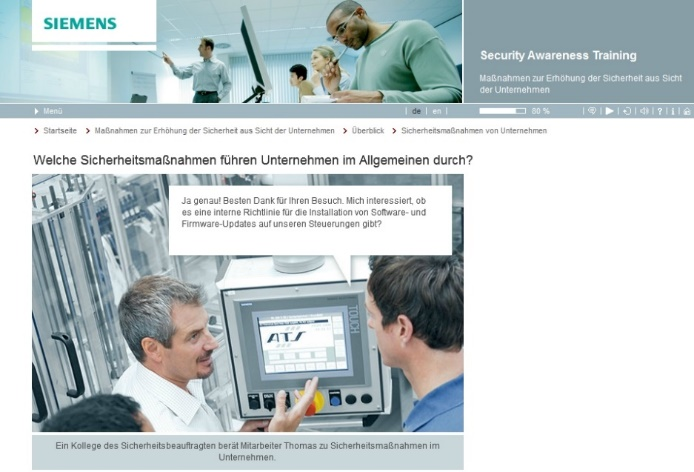 SIEMENS
Security Awareness Training
Maßnahmen zur Erhöhung der Sicherheit aus Sicht
der Unternehmen
Menü | de | en | 88 %
Startseite Maßnahmen zur Erhöhung der Sicherheit aus Sicht der Unternehmen Überblick Sicherheitsmaßnahmen von Unternehmen
Welche Sicherheitsmaßnahmen führen Unternehmen im Allgemeinen durch?
Ja genau! Besten Dank für Ihren Besuch. Mich interessiert, ob
es eine interne Richtlinie für die Installation von Software- und
Firmware-Updates auf unseren Steuerungen gibt?
TOUCH
ATS
Ein Kollege des Sicherheitsbeauftragten berät Mitarbeiter Thomas zu Sicherheitsmaßnahmen im
Unternehmen.